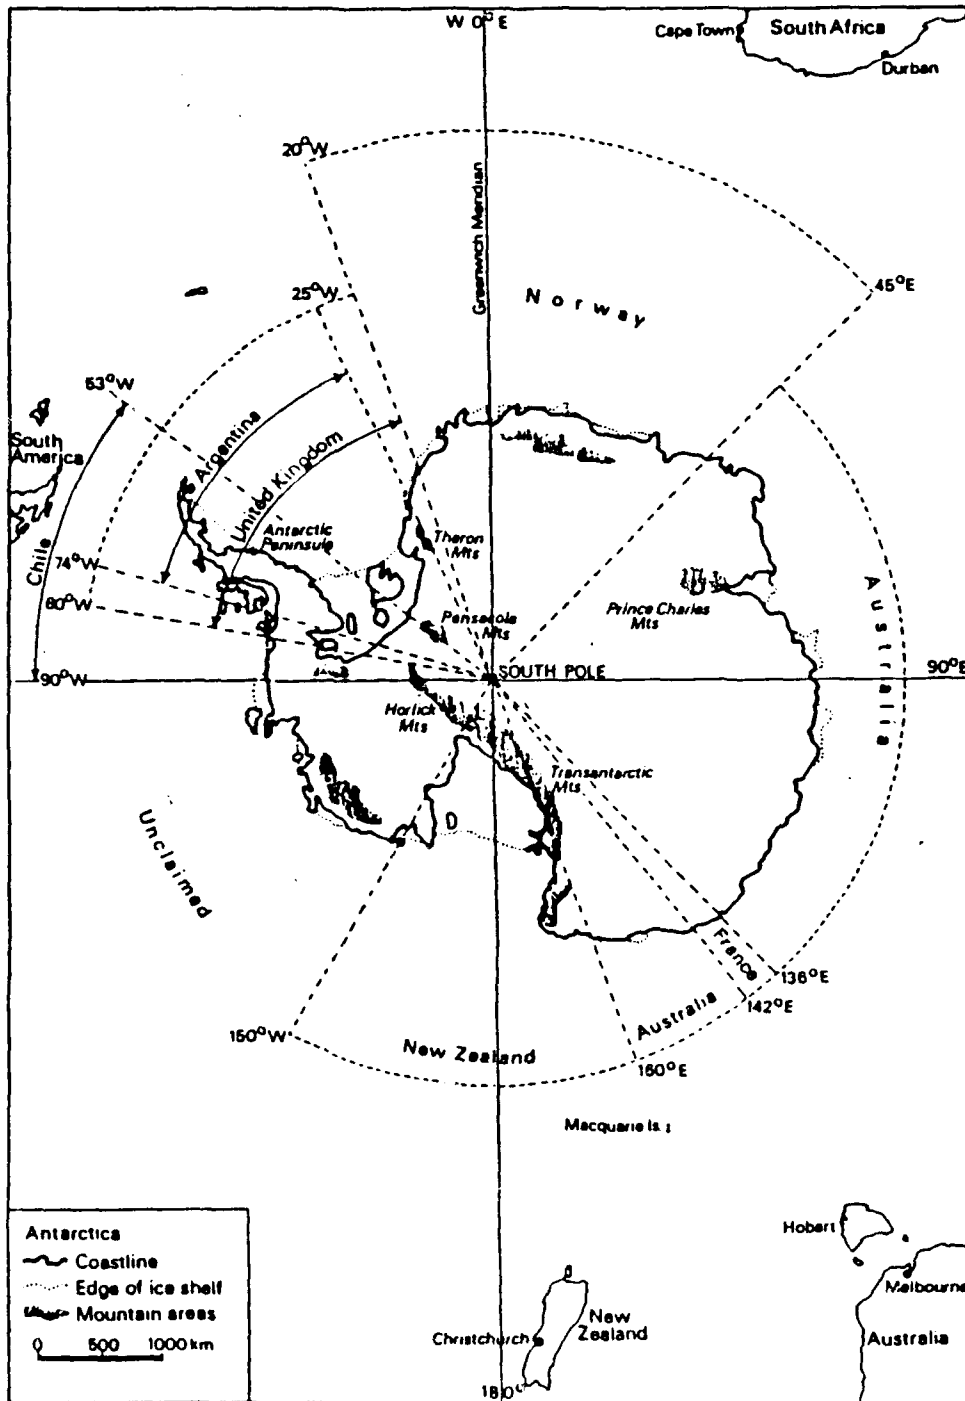 W 0° E
Cape Town
South Africa
Durban
20°W
Greenwich Meridian
25°W
45°E
Norway
53°W
South
America
Argentina
United Kingdom
Antarctic
Peninsula
Theron
Mts
Chile
74°W
80°W
Pensacola
Mts
Prince Charles
Mts
Australia
90°W
SOUTH POLE
90°E
Horlick
Mts
Transantarctic
Mts
Unclaimed
France
136°E
142°E
Australia
150°W
New Zealand
160°E
Macquarie Is.
Antarctica
Coastline
Edge of ice shelf
Mountain areas
0 500 1000 km
Hobart
Melbourne
New
Zealand
Christchurch
Australia
180°